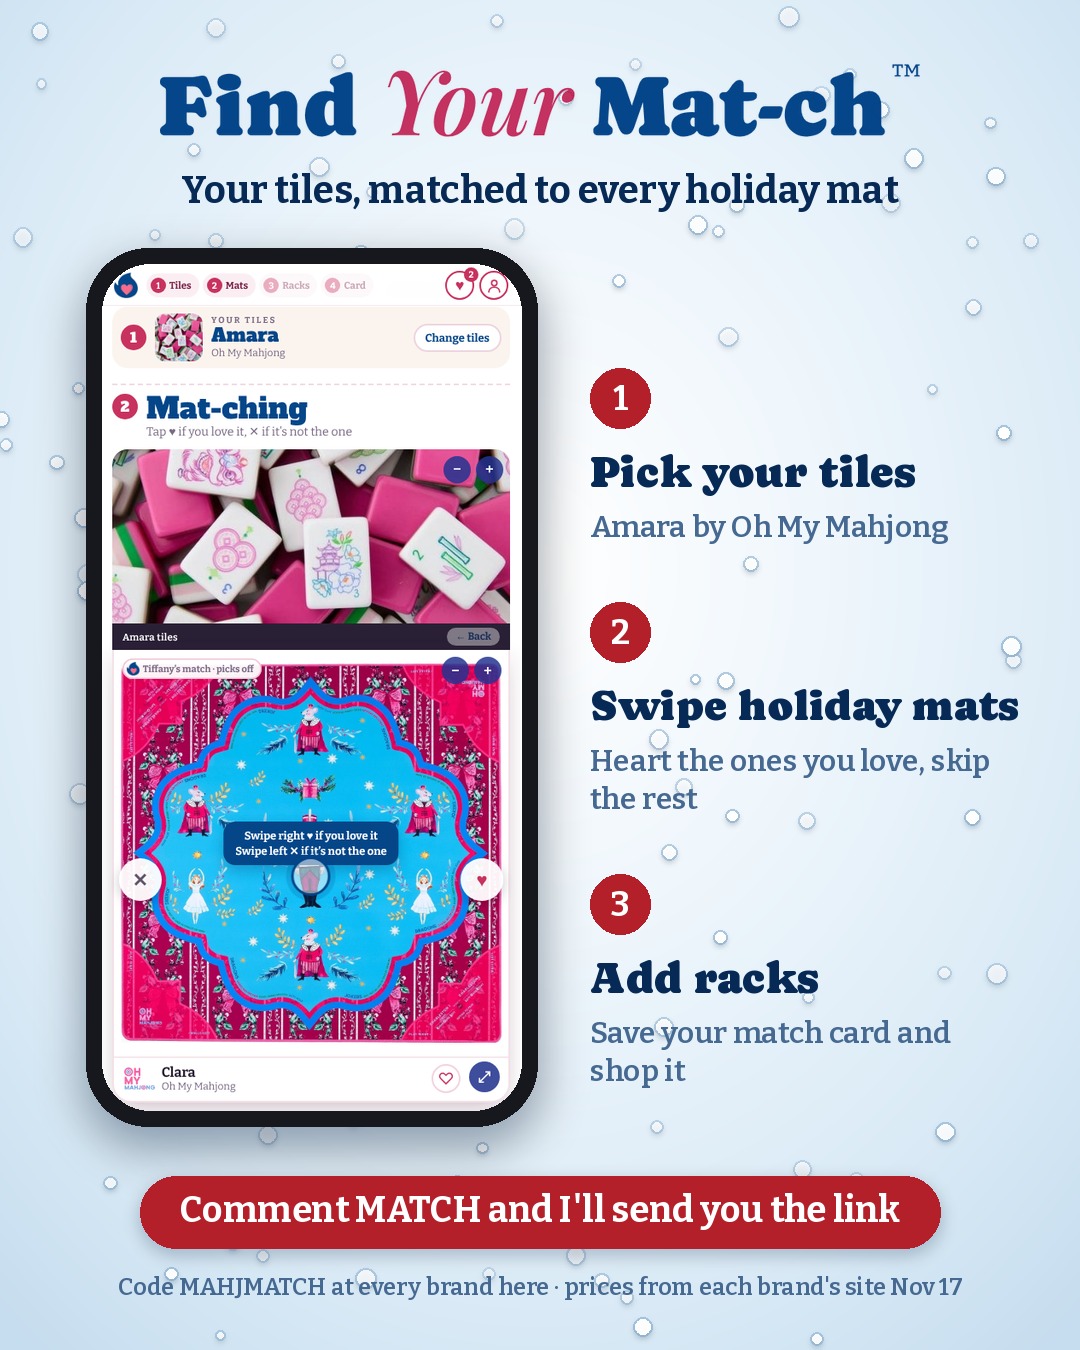 Find Your Mat-ch™
Your tiles, matched to every holiday mat
1 Tiles
2 Mats
3 Racks
4 Card
2
1
YOUR TILES
Amara
Oh My Mahjong
Change tiles
2 Mat-ching
Tap ♥ if you love it, ✕ if it's not the one
− +
Amara tiles
← Back
Tiffany's match · picks off
− +
Swipe right ♥ if you love it
Swipe left ✕ if it's not the one
✕ ♥
OH MY MAHJONG
Clara
Oh My Mahjong
1
Pick your tiles
Amara by Oh My Mahjong
2
Swipe holiday mats
Heart the ones you love, skip
the rest
3
Add racks
Save your match card and
shop it
Comment MATCH and I'll send you the link
Code MAHJMATCH at every brand here · prices from each brand's site Nov 17